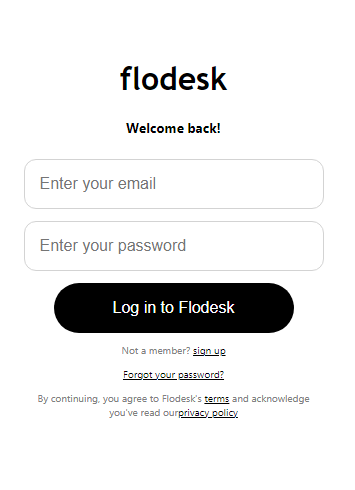 flodesk
Welcome back!
Enter your email
Enter your password
Log in to Flodesk
Not a member? sign up
Forgot your password?
By continuing, you agree to Flodesk's terms and acknowledge
you've read ourprivacy policy